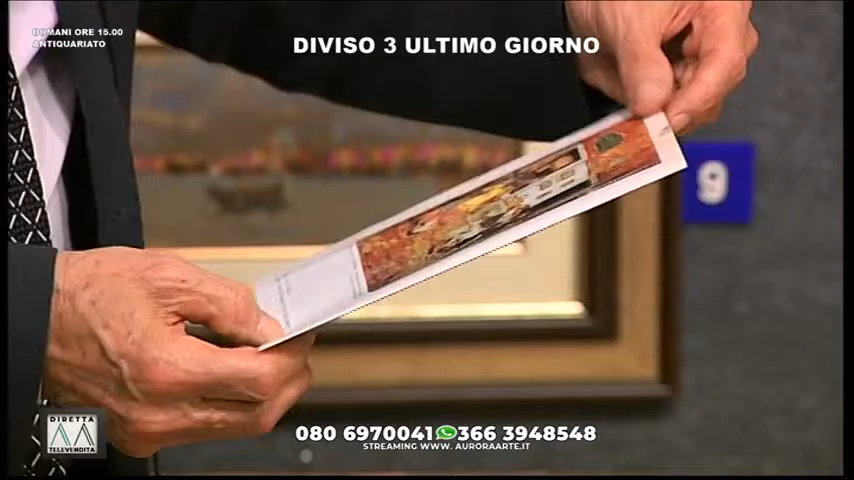 DOMANI ORE 15.00
ANTIQUARIATO
DIVISO 3 ULTIMO GIORNO
9
DIRETTA
TELEVENDITA
080 6970041 366 3948548
STREAMING WWW. AURORAARTE.IT